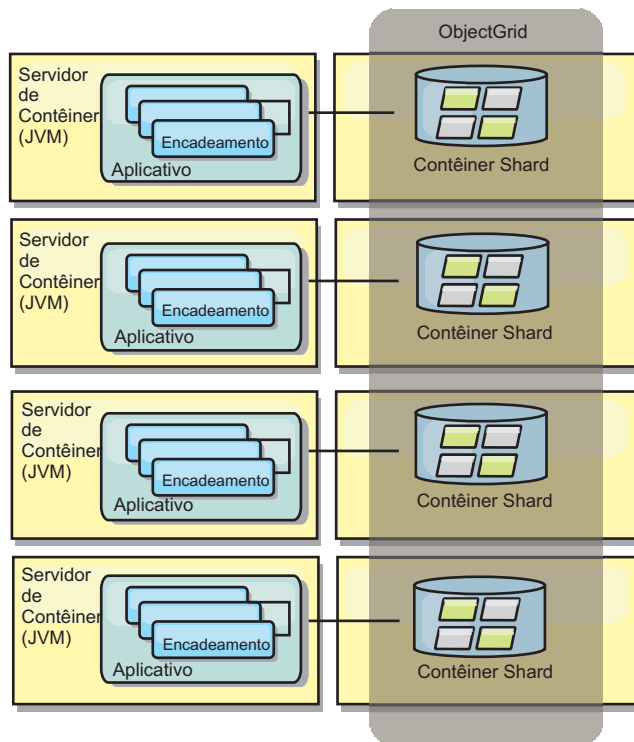 ObjectGrid
Servidor
de
Contêiner
(JVM)
Encadeamento
Aplicativo
Contêiner Shard
Servidor
de
Contêiner
(JVM)
Encadeamento
Aplicativo
Contêiner Shard
Servidor
de
Contêiner
(JVM)
Encadeamento
Aplicativo
Contêiner Shard
Servidor
de
Contêiner
(JVM)
Encadeamento
Aplicativo
Contêiner Shard